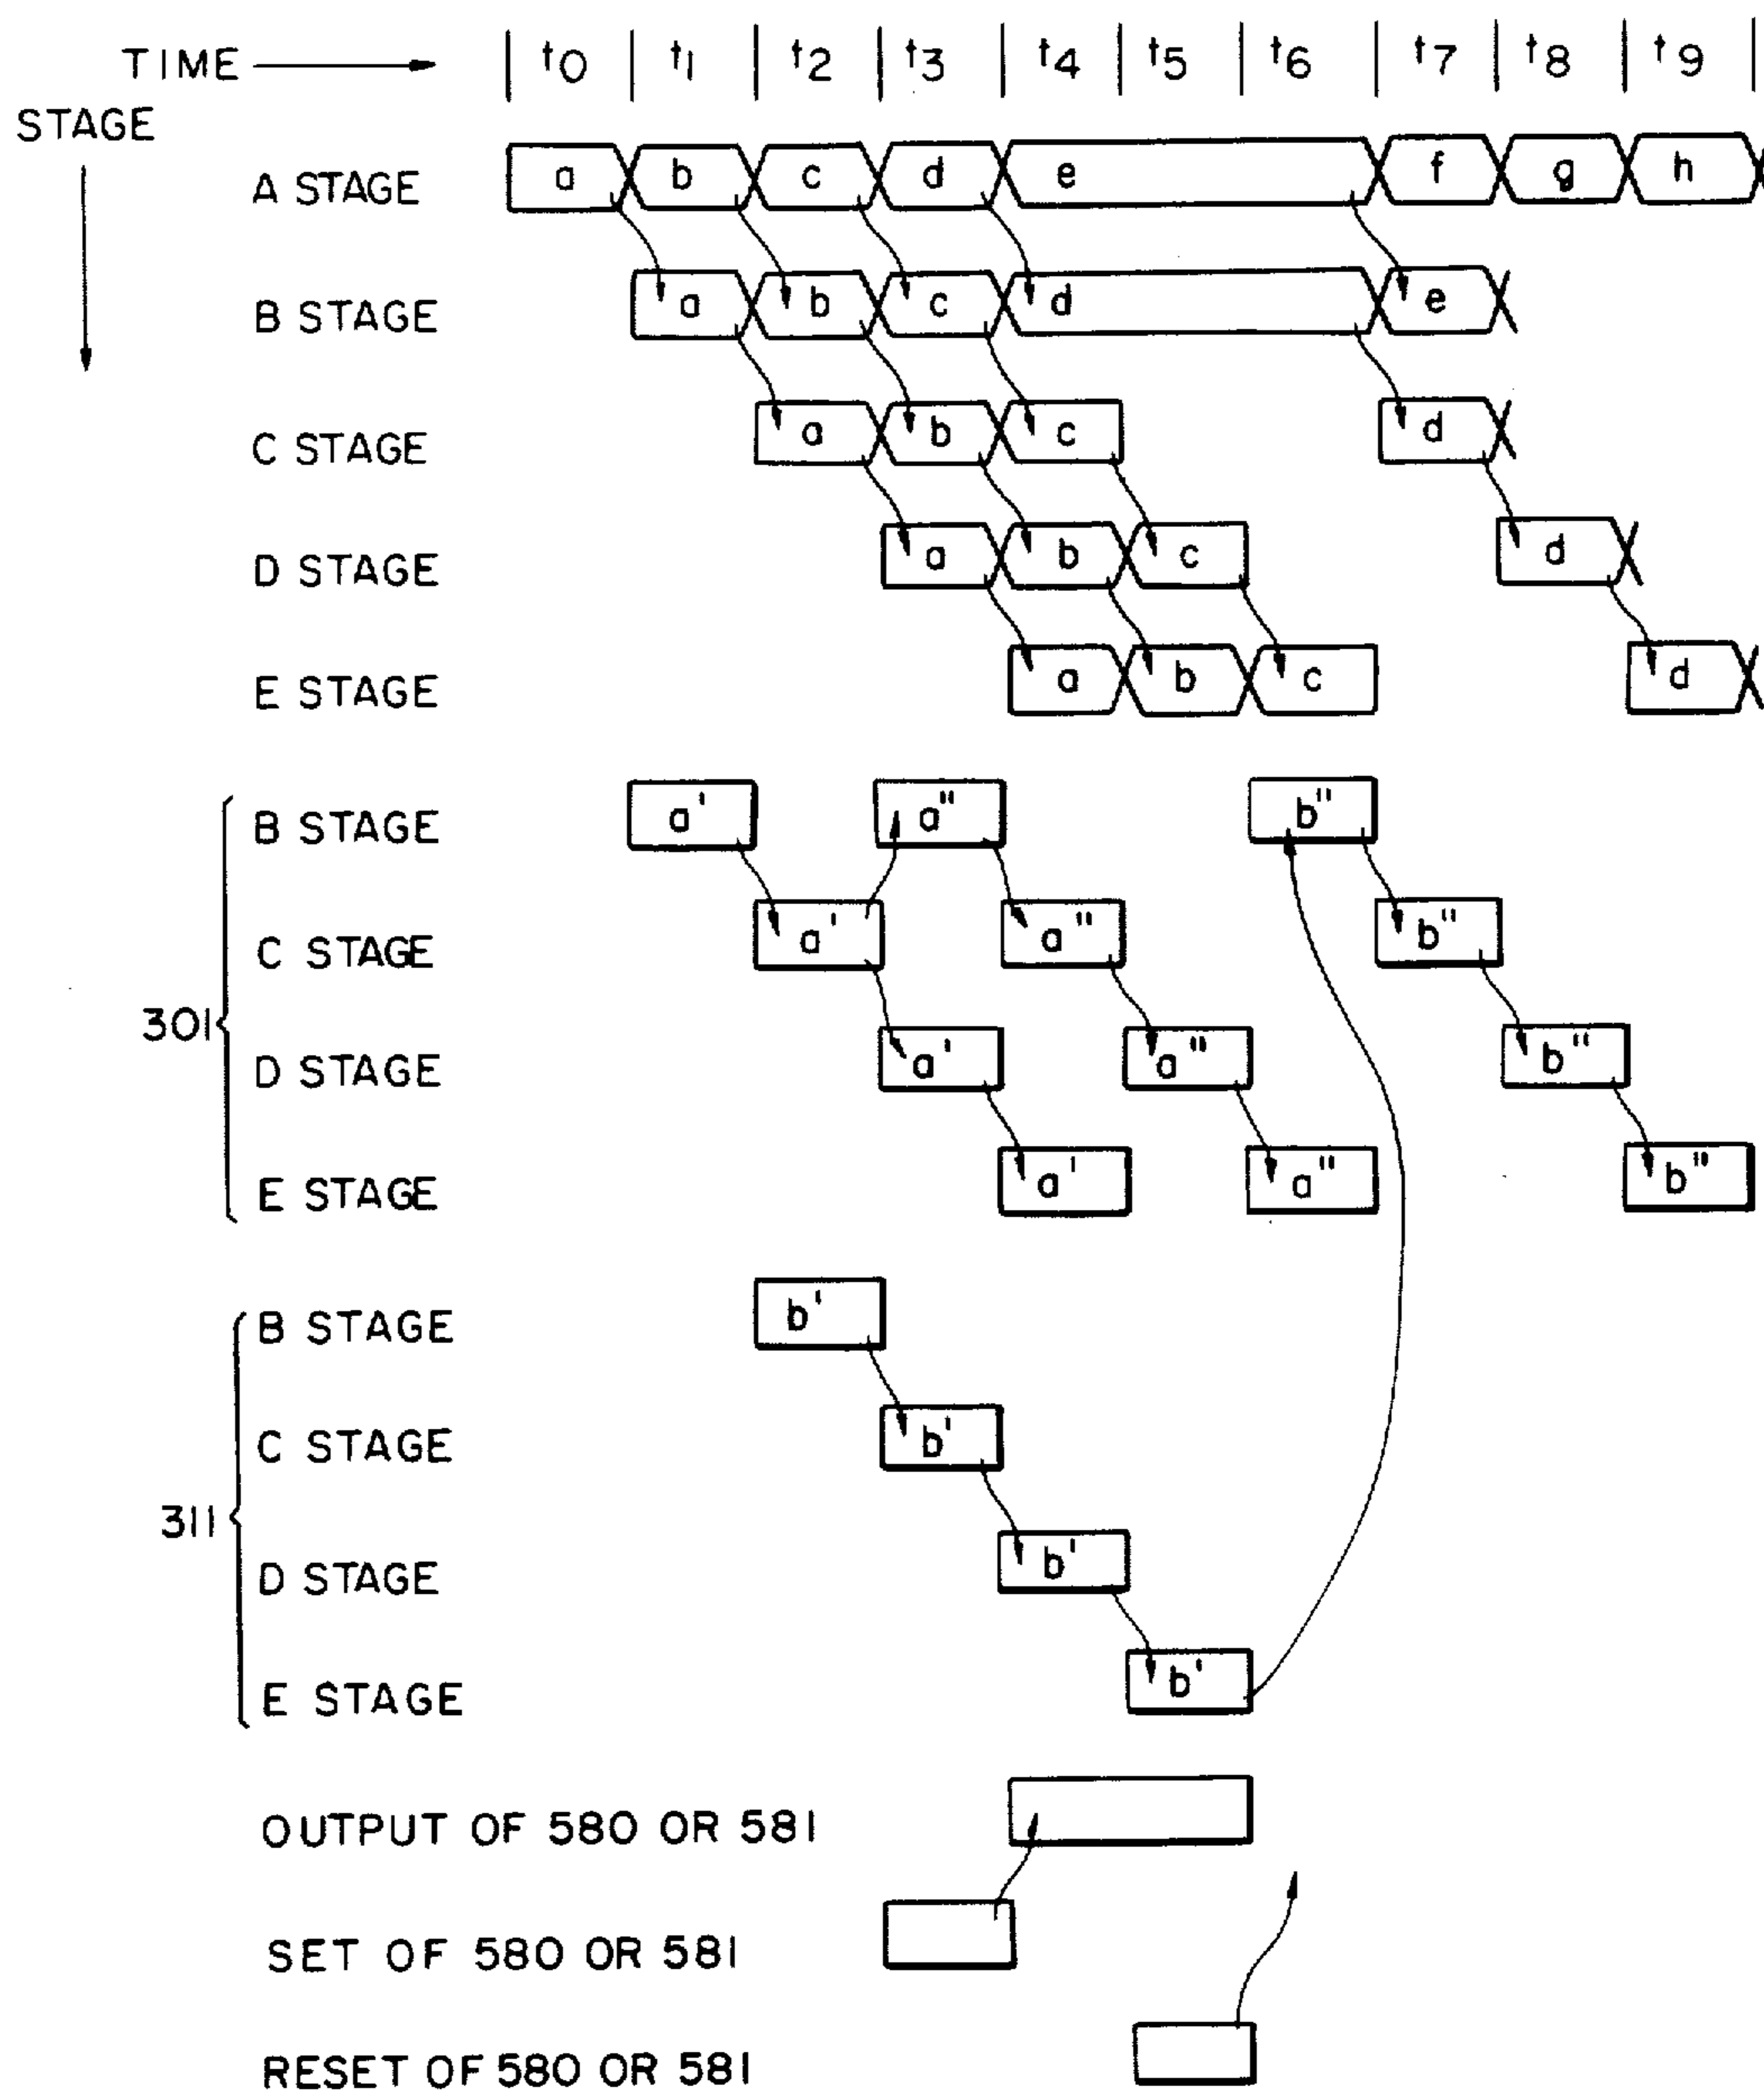 TIME t0 t1 t2 t3 t4 t5 t6 t7 t8 t9
STAGE
A STAGE a b c d e f g h
B STAGE a b c d e
C STAGE a b c d
D STAGE a b c d
E STAGE a b c d
301
B STAGE a' a" b"
C STAGE a' a" b"
D STAGE a' a" b"
E STAGE a' a" b"
311
B STAGE b'
C STAGE b'
D STAGE b'
E STAGE b'
OUTPUT OF 580 OR 581
SET OF 580 OR 581
RESET OF 580 OR 581